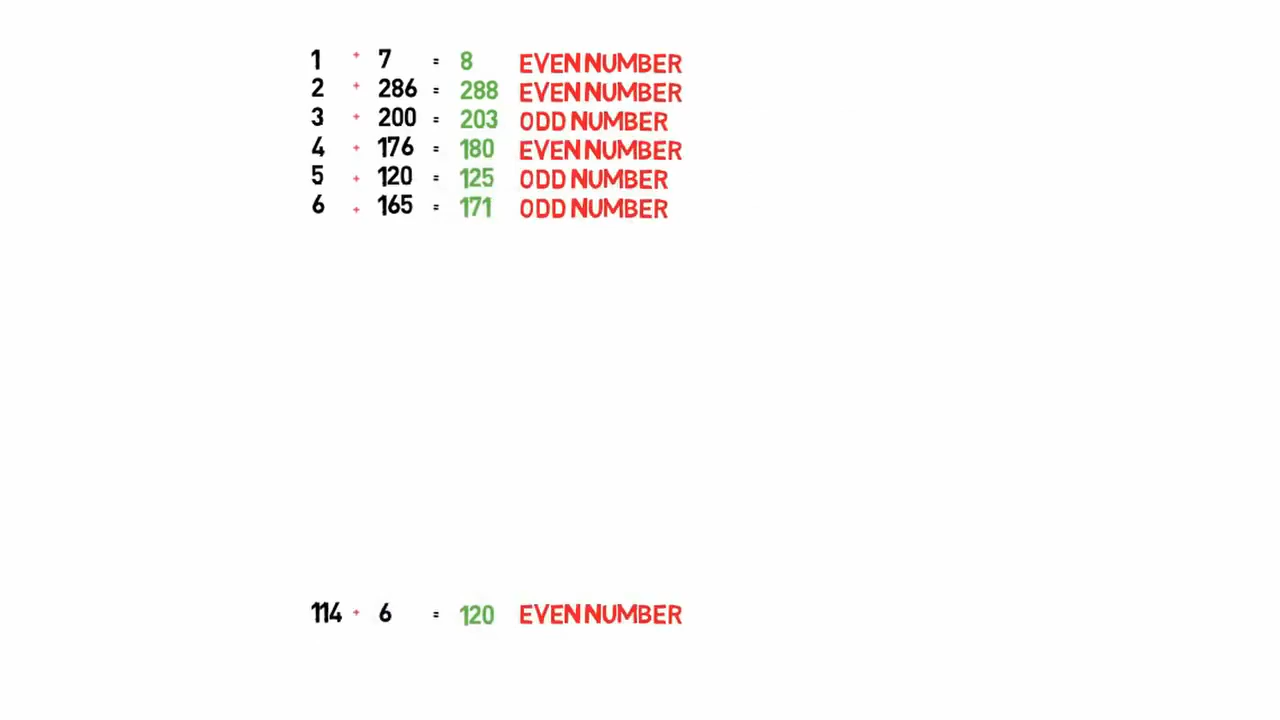 1 + 7 = 8 EVEN NUMBER
2 + 286 = 288 EVEN NUMBER
3 + 200 = 203 ODD NUMBER
4 + 176 = 180 EVEN NUMBER
5 + 120 = 125 ODD NUMBER
6 + 165 = 171 ODD NUMBER
114 + 6 = 120 EVEN NUMBER